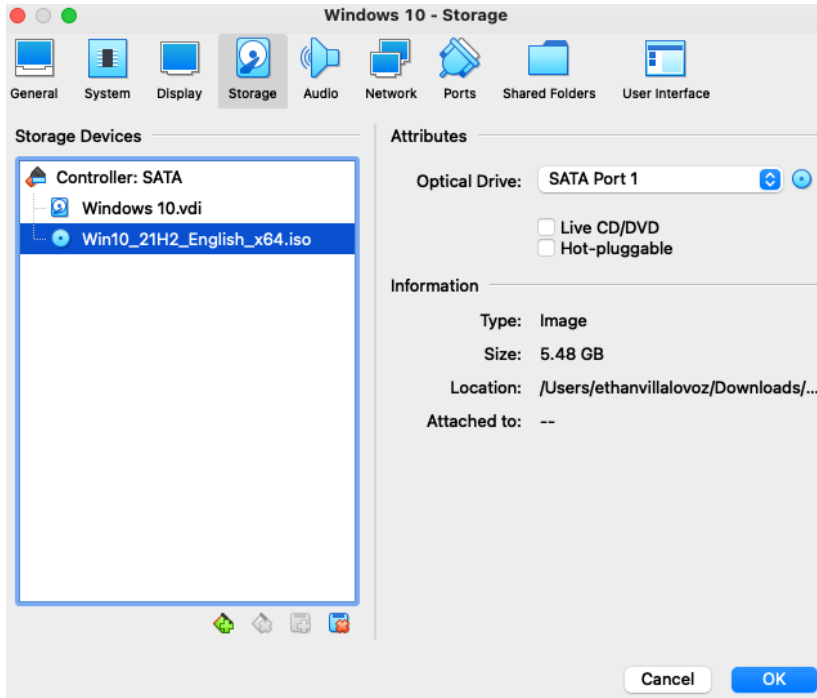 Windows 10 - Storage
General System Display Storage Audio Network Ports Shared Folders User Interface
Storage Devices
Controller: SATA
Windows 10.vdi
Win10_21H2_English_x64.iso
Attributes
Optical Drive: SATA Port 1
Live CD/DVD
Hot-pluggable
Information
Type: Image
Size: 5.48 GB
Location: /Users/ethanvillalovoz/Downloads/...
Attached to: --
Cancel OK